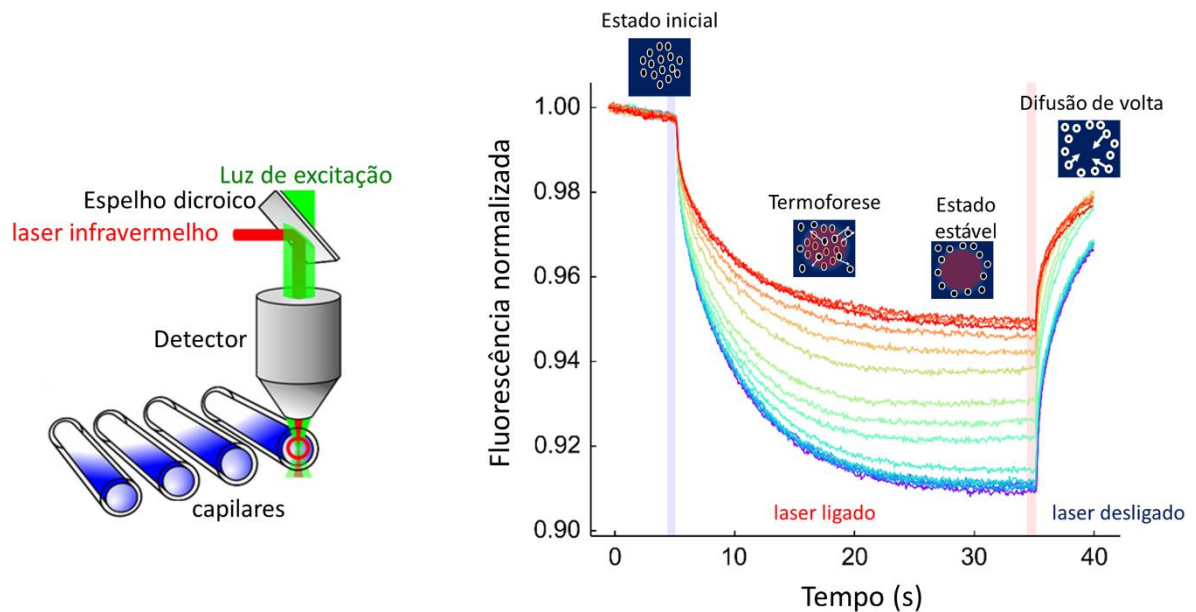 Luz de excitação
Espelho dicroico
laser infravermelho
Detector
capilares
Estado inicial
Difusão de volta
Termoforese
Estado
estável
laser ligado
laser desligado
Fluorescência normalizada
1.00
0.98
0.96
0.94
0.92
0.90
0 10 20 30 40
Tempo (s)